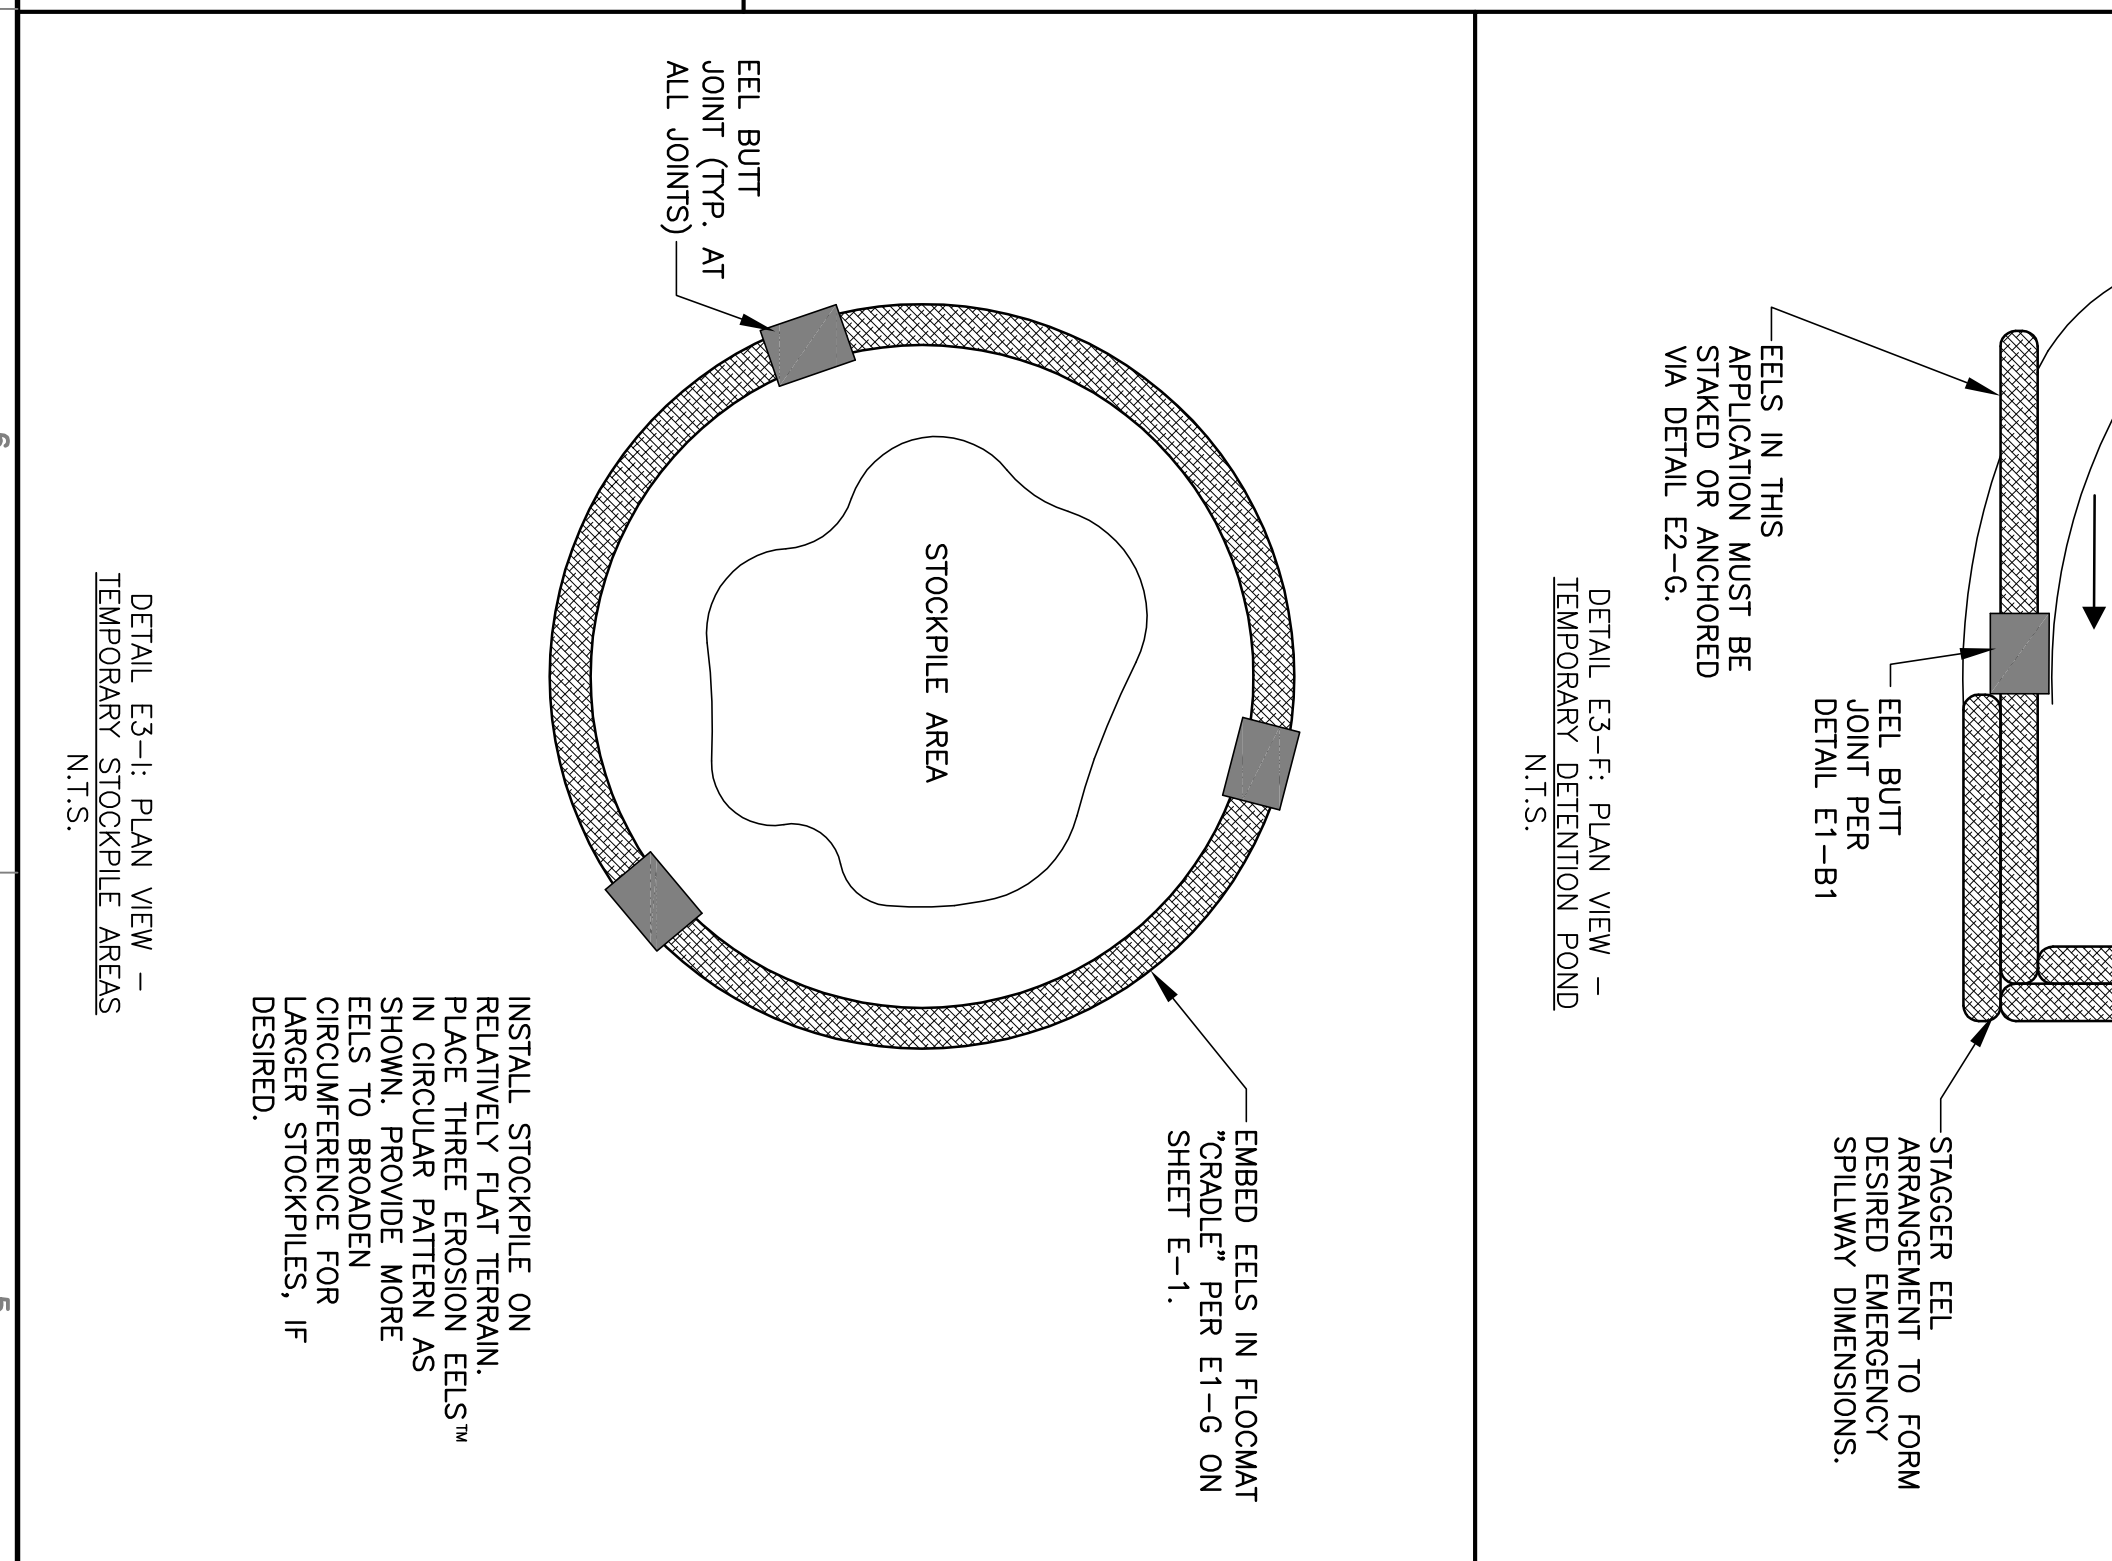 EELS IN THIS
APPLICATION MUST BE
STAKED OR ANCHORED
VIA DETAIL E2-G.
EEL BUTT
JOINT PER
DETAIL E1-B1
STAGGER EEL
ARRANGEMENT TO FORM
DESIRED EMERGENCY
SPILLWAY DIMENSIONS.
DETAIL E3-F: PLAN VIEW -
TEMPORARY DETENTION POND
N.T.S.
EEL BUTT
JOINT (TYP. AT
ALL JOINTS)
STOCKPILE AREA
EMBED EELS IN FLOCMAT
"CRADLE" PER E1-G ON
SHEET E-1.
INSTALL STOCKPILE ON
RELATIVELY FLAT TERRAIN.
PLACE THREE EROSION EELS™
IN CIRCULAR PATTERN AS
SHOWN. PROVIDE MORE
EELS TO BROADEN
CIRCUMFERENCE FOR
LARGER STOCKPILES, IF
DESIRED.
DETAIL E3-I: PLAN VIEW -
TEMPORARY STOCKPILE AREAS
N.T.S.